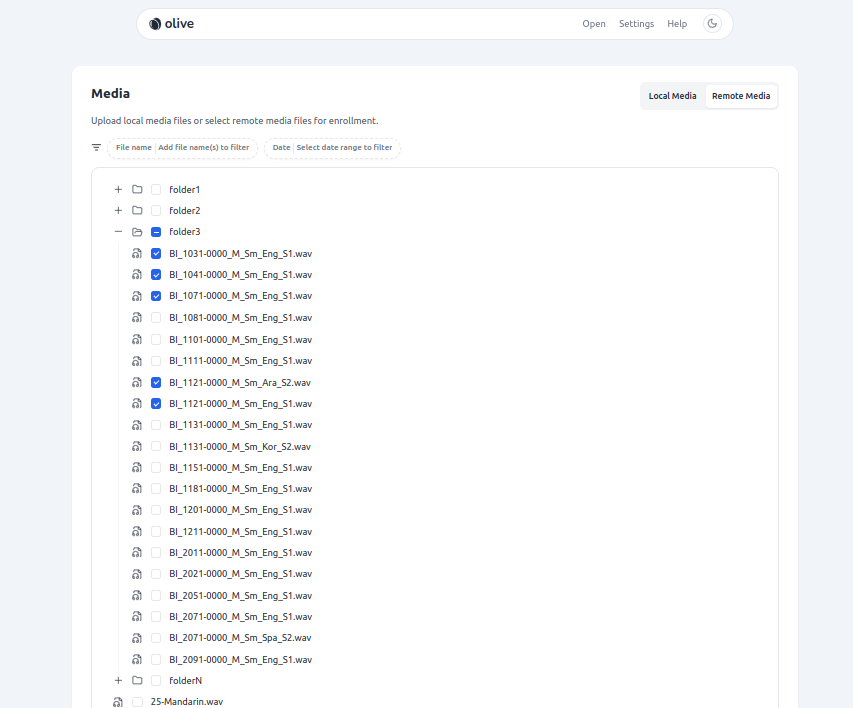 olive Open Settings Help
Media Local Media Remote Media
Upload local media files or select remote media files for enrollment.
File name Add file name(s) to filter Date Select date range to filter
folder1
folder2
folder3
BI_1031-0000_M_Sm_Eng_S1.wav
BI_1041-0000_M_Sm_Eng_S1.wav
BI_1071-0000_M_Sm_Eng_S1.wav
BI_1081-0000_M_Sm_Eng_S1.wav
BI_1101-0000_M_Sm_Eng_S1.wav
BI_1111-0000_M_Sm_Eng_S1.wav
BI_1121-0000_M_Sm_Ara_S2.wav
BI_1121-0000_M_Sm_Eng_S1.wav
BI_1131-0000_M_Sm_Eng_S1.wav
BI_1131-0000_M_Sm_Kor_S2.wav
BI_1151-0000_M_Sm_Eng_S1.wav
BI_1181-0000_M_Sm_Eng_S1.wav
BI_1201-0000_M_Sm_Eng_S1.wav
BI_1211-0000_M_Sm_Eng_S1.wav
BI_2011-0000_M_Sm_Eng_S1.wav
BI_2021-0000_M_Sm_Eng_S1.wav
BI_2051-0000_M_Sm_Eng_S1.wav
BI_2071-0000_M_Sm_Eng_S1.wav
BI_2071-0000_M_Sm_Spa_S2.wav
BI_2091-0000_M_Sm_Eng_S1.wav
folderN
25-Mandarin.wav